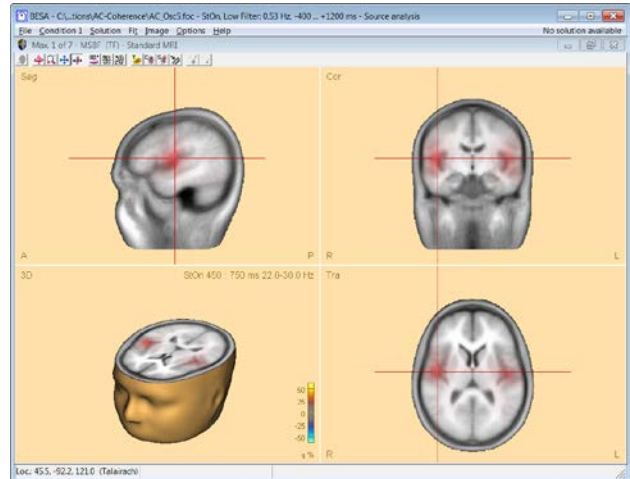 BESA - C:\...tions\AC-Coherence\AC_Osc5.foc - StOn, Low Filter: 0.53 Hz, -400 ... +1200 ms - Source analysis
File Condition 1 Solution Fit Image Options Help
No solution available
Max. 1 of 7 - MSBF (TF) - Standard MRI
Sag
Cor
A
P
R
L
3D
StOn 450 : 750 ms 22.0-30.0 Hz
Tra
50
25
0
-25
-50
q %
R
L
Loc.: 45.5, -92.2, 121.0 (Talairach)